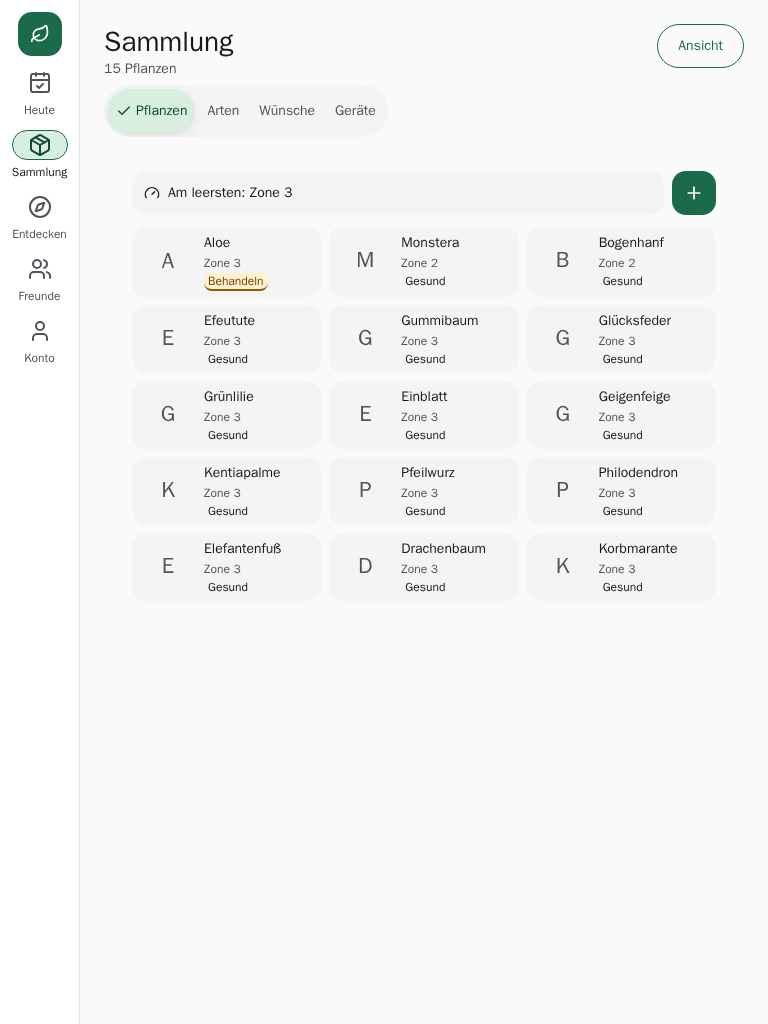 Sammlung
15 Pflanzen
Ansicht
Heute
Sammlung
Entdecken
Freunde
Konto
Pflanzen
Arten
Wünsche
Geräte
Am leersten: Zone 3
A
Aloe
Zone 3
Behandeln
M
Monstera
Zone 2
Gesund
B
Bogenhanf
Zone 2
Gesund
E
Efeutute
Zone 3
Gesund
G
Gummibaum
Zone 3
Gesund
G
Glücksfeder
Zone 3
Gesund
G
Grünlilie
Zone 3
Gesund
E
Einblatt
Zone 3
Gesund
G
Geigenfeige
Zone 3
Gesund
K
Kentiapalme
Zone 3
Gesund
P
Pfeilwurz
Zone 3
Gesund
P
Philodendron
Zone 3
Gesund
E
Elefantenfuß
Zone 3
Gesund
D
Drachenbaum
Zone 3
Gesund
K
Korbmarante
Zone 3
Gesund